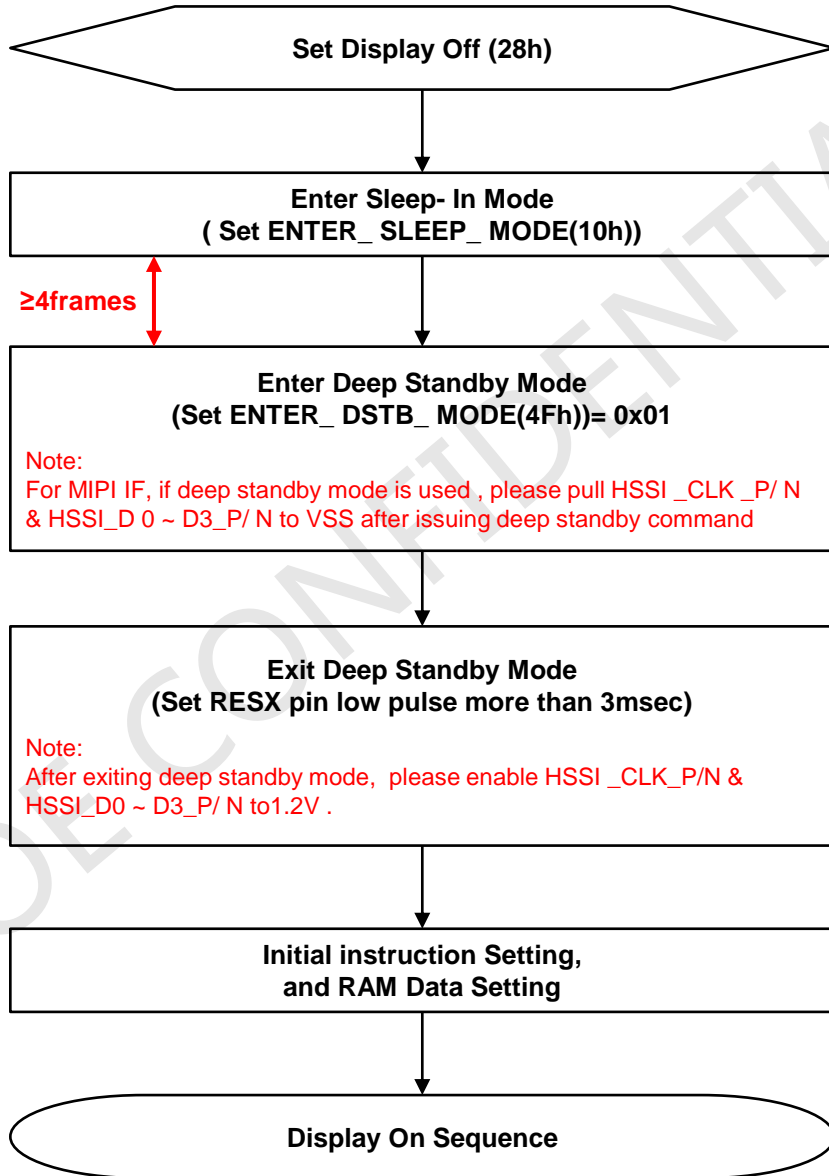 Set Display Off (28h)
Enter Sleep- In Mode
( Set ENTER_ SLEEP_ MODE(10h))
≥4frames
Enter Deep Standby Mode
(Set ENTER_ DSTB_ MODE(4Fh))= 0x01
Note:
For MIPI IF, if deep standby mode is used , please pull HSSI _CLK _P/ N
& HSSI_D 0 ~ D3_P/ N to VSS after issuing deep standby command
Exit Deep Standby Mode
(Set RESX pin low pulse more than 3msec)
Note:
After exiting deep standby mode,  please enable HSSI _CLK_P/N &
HSSI_D0 ~ D3_P/ N to1.2V .
Initial instruction Setting,
and RAM Data Setting
Display On Sequence